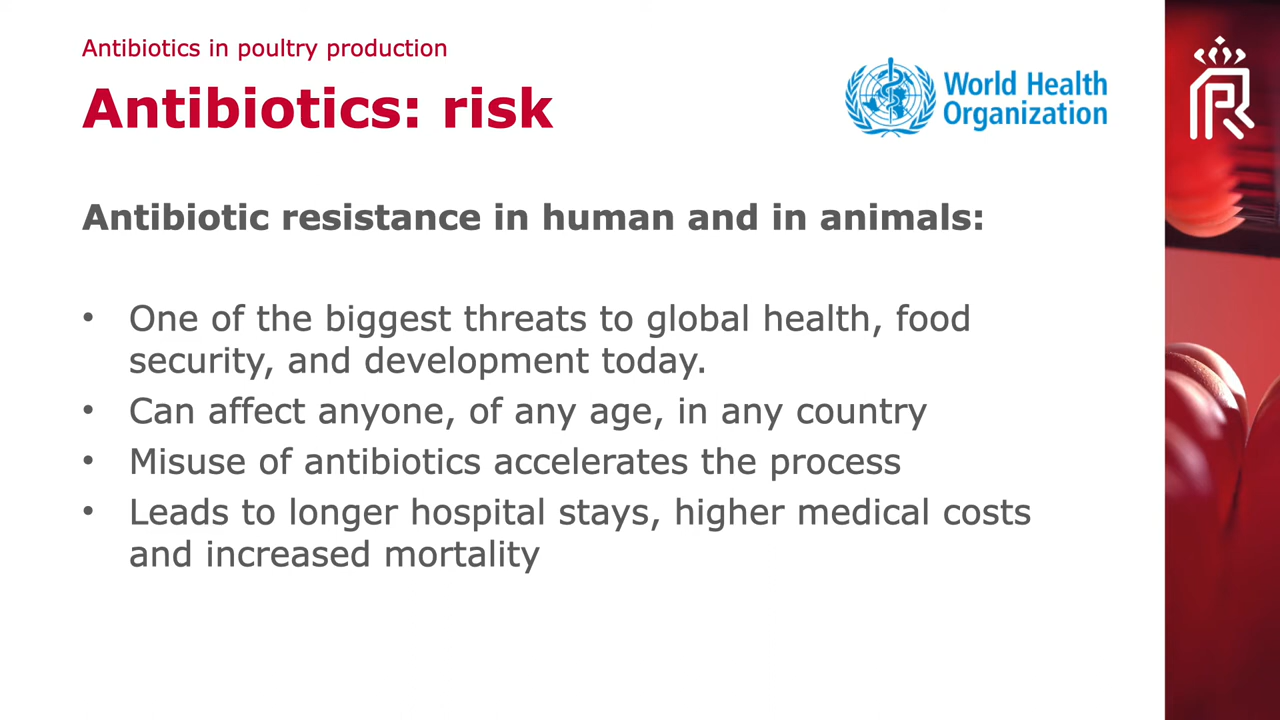 Antibiotics in poultry production
Antibiotics: risk
World Health
Organization
Antibiotic resistance in human and in animals:
• One of the biggest threats to global health, food
security, and development today.
• Can affect anyone, of any age, in any country
• Misuse of antibiotics accelerates the process
• Leads to longer hospital stays, higher medical costs
and increased mortality